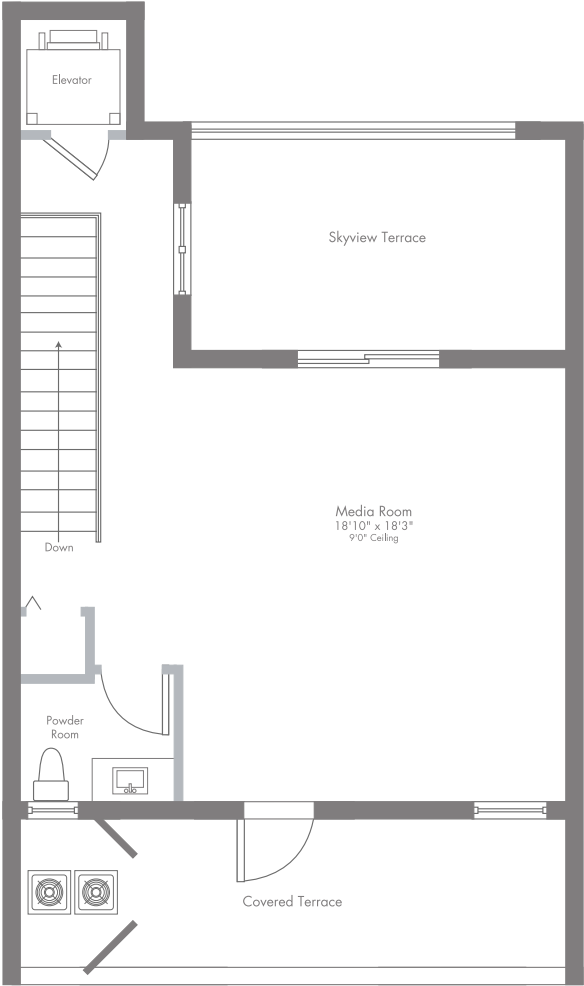 Elevator
Skyview Terrace
Media Room
18'10" x 18'3"
9'0" Ceiling
Down
Powder
Room
Covered Terrace